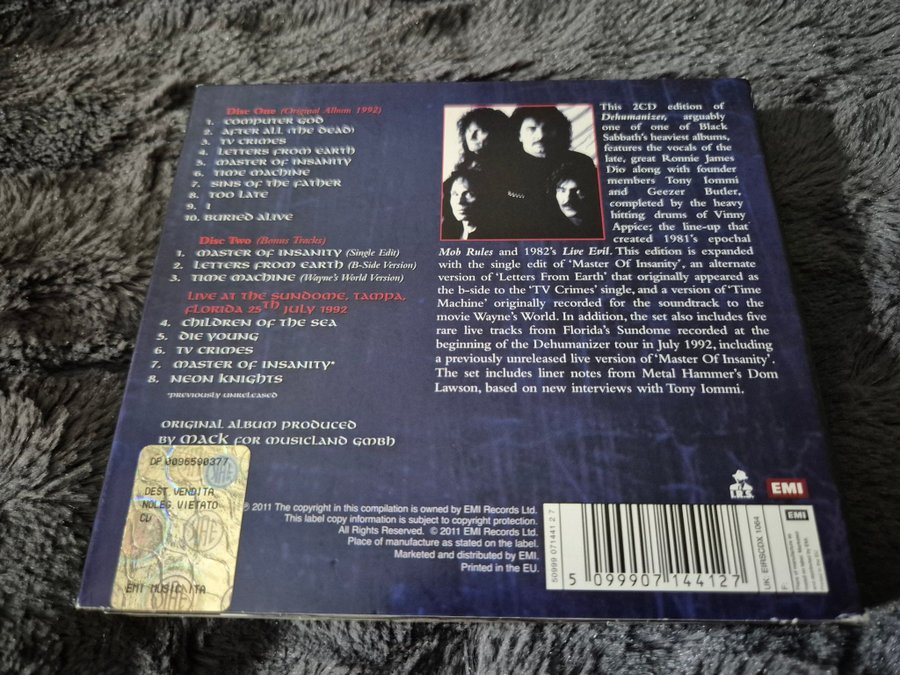 Disc One (Original Album 1992)
1. Computer God
2. After All (The Dead)
3. TV Crimes
4. Letters From Earth
5. Master Of Insanity
6. Time Machine
7. Sins Of The Father
8. Too Late
9. I
10. Buried Alive
Disc Two (Bonus Tracks)
1. Master Of Insanity (Single Edit)
2. Letters From Earth (B-Side Version)
3. Time Machine (Wayne's World Version)
Live At The Sundome, Tampa,
Florida 25th July 1992
4. Children Of The Sea
5. Die Young
6. TV Crimes
7. Master Of Insanity*
8. Neon Knights
*Previously Unreleased
Original Album Produced
By Mack For Musicland GmbH
This 2CD edition of
Dehumanizer, arguably
one of one of Black
Sabbath's heaviest albums,
features the vocals of the
late, great Ronnie James
Dio along with founder
members Tony Iommi
and Geezer Butler,
completed by the heavy
hitting drums of Vinny
Appice; the line-up that
created 1981's epochal
Mob Rules and 1982's Live Evil. This edition is expanded
with the single edit of 'Master Of Insanity', an alternate
version of 'Letters From Earth' that originally appeared as
the b-side to the 'TV Crimes' single, and a version of 'Time
Machine' originally recorded for the soundtrack to the
movie Wayne's World. In addition, the set also includes five
rare live tracks from Florida's Sundome recorded at the
beginning of the Dehumanizer tour in July 1992, including
a previously unreleased live version of 'Master Of Insanity'.
The set includes liner notes from Metal Hammer's Dom
Lawson, based on new interviews with Tony Iommi.
DP 0096590377
DEST VENDITA
NOLEG VIETATO
CV
EMI MUSIC ITA
℗ 2011 The copyright in this compilation is owned by EMI Records Ltd.
This label copy information is subject to copyright protection.
All Rights Reserved. © 2011 EMI Records Ltd.
Place of manufacture as stated on the label.
Marketed and distributed by EMI.
Printed in the EU.
EMI
50999 071441 2 7
5 099907 144127
UK: EIRSCDX 1064
EMI